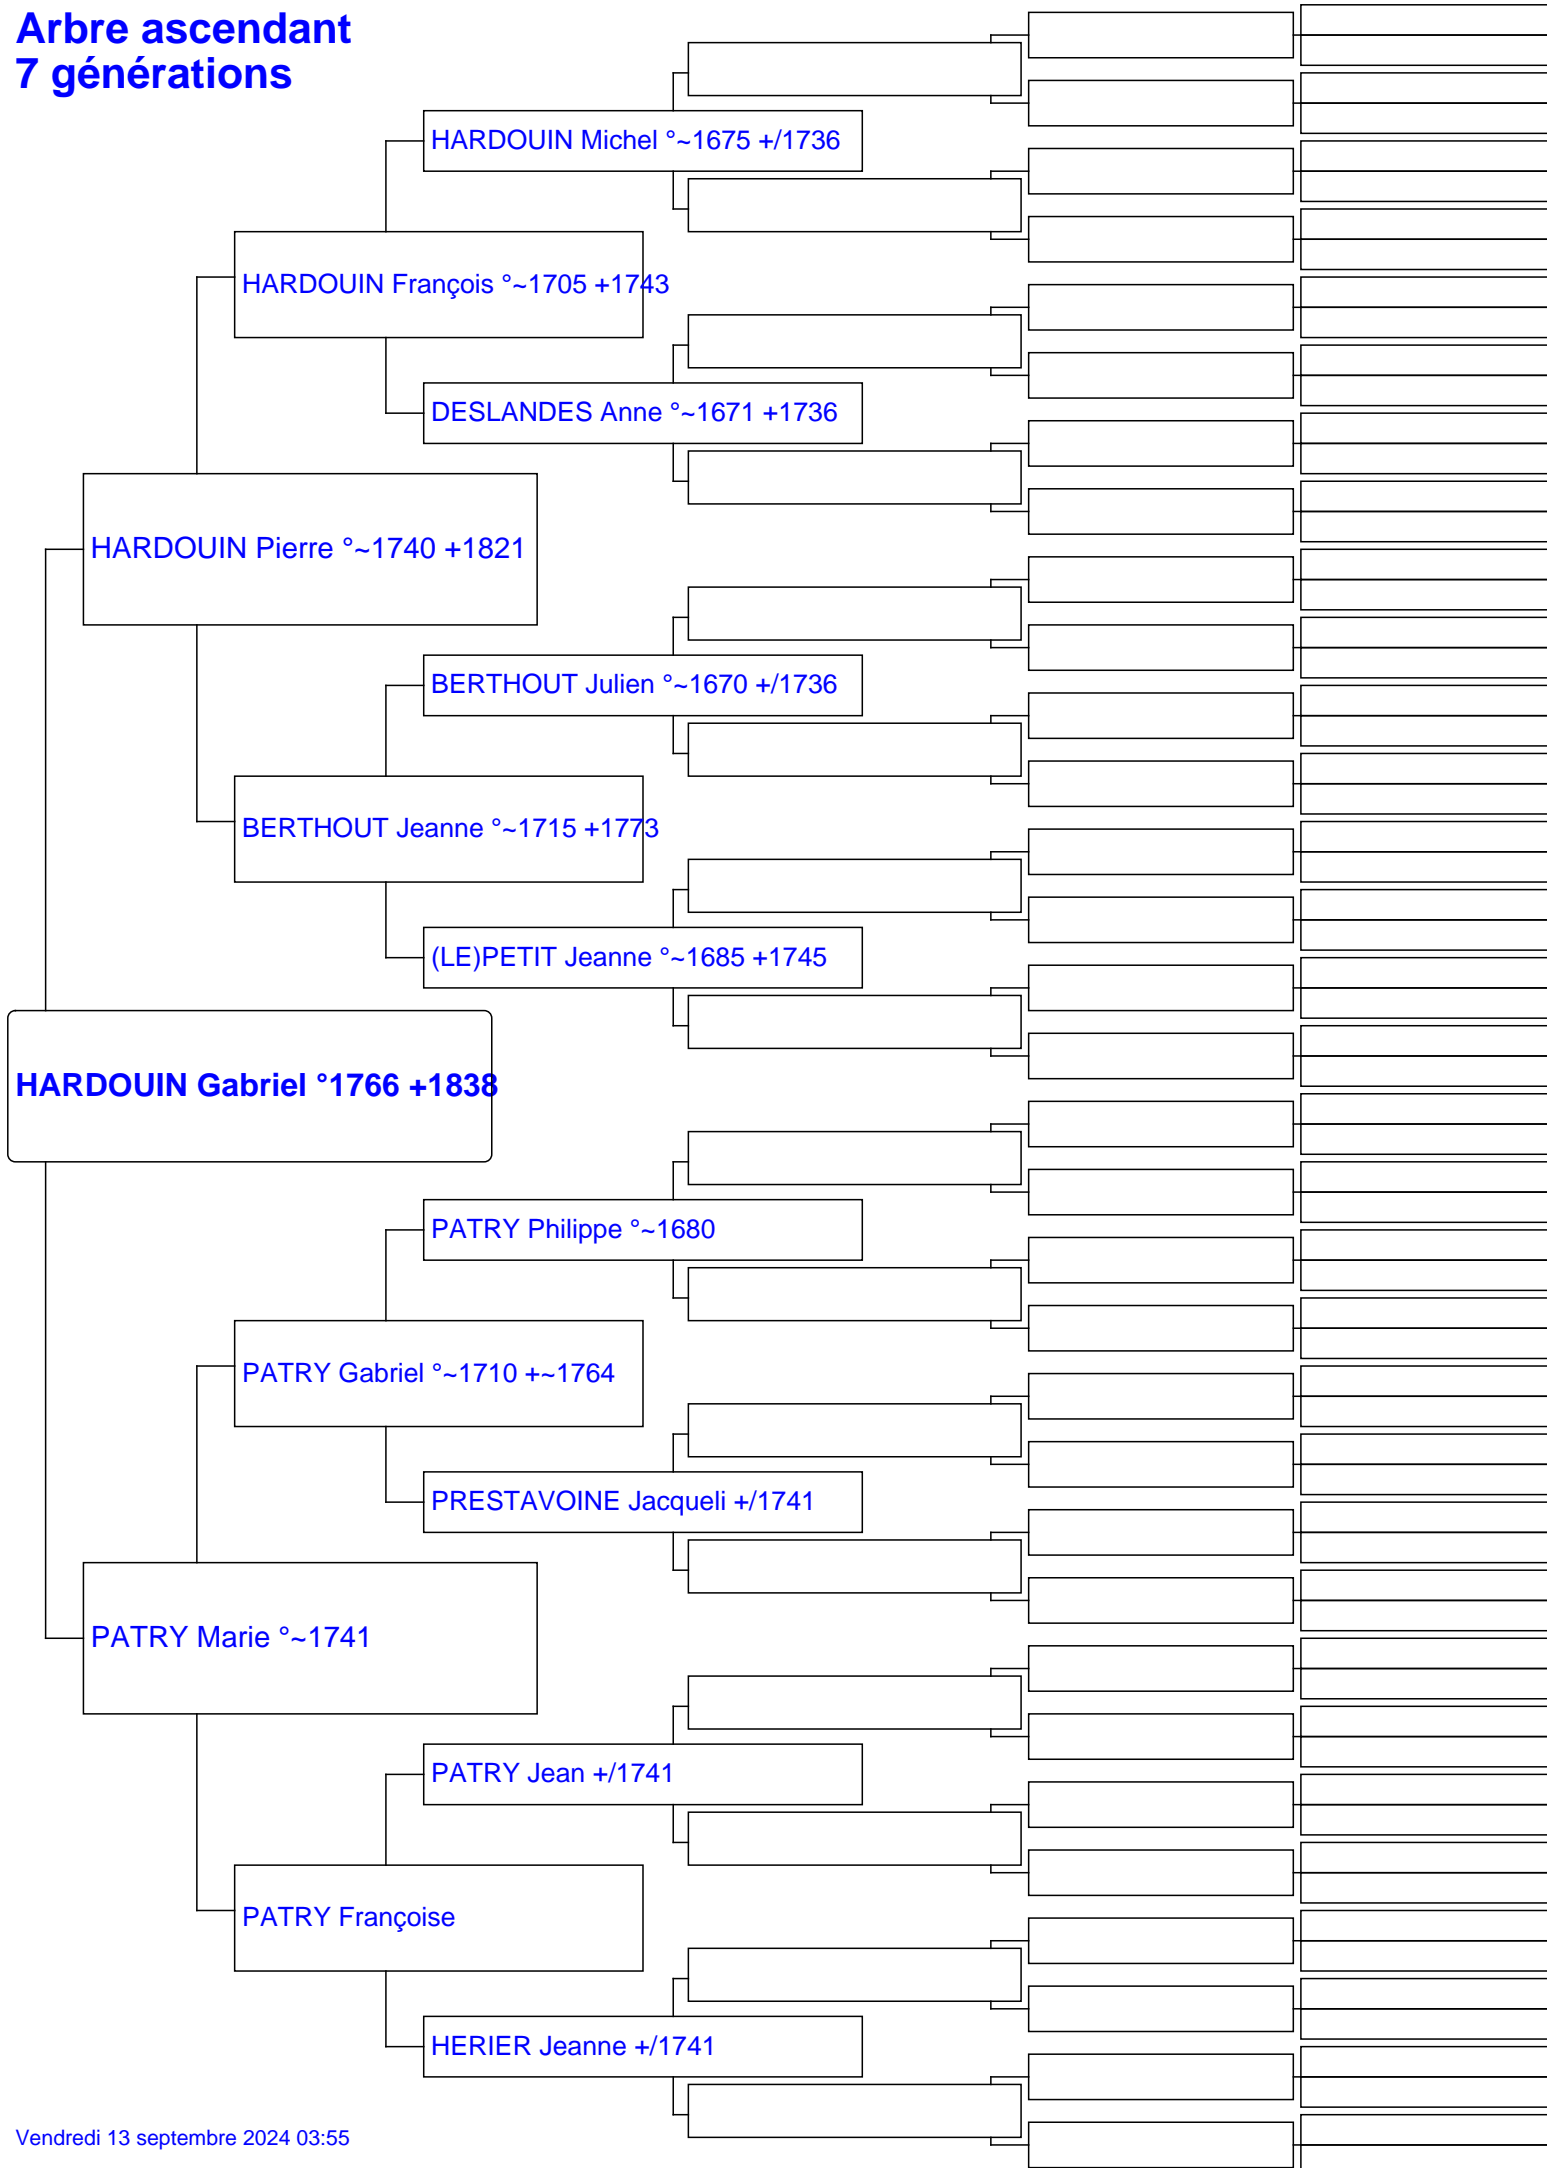 Arbre ascendant
7 générations
HARDOUIN Michel °~1675 +/1736
HARDOUIN François °~1705 +1743
DESLANDES Anne °~1671 +1736
HARDOUIN Pierre °~1740 +1821
BERTHOUT Julien °~1670 +/1736
BERTHOUT Jeanne °~1715 +1773
(LE)PETIT Jeanne °~1685 +1745
HARDOUIN Gabriel °1766 +1838
PATRY Philippe °~1680
PATRY Gabriel °~1710 +~1764
PRESTAVOINE Jacqueli +/1741
PATRY Marie °~1741
PATRY Jean +/1741
PATRY Françoise
HERIER Jeanne +/1741
Vendredi 13 septembre 2024 03:55